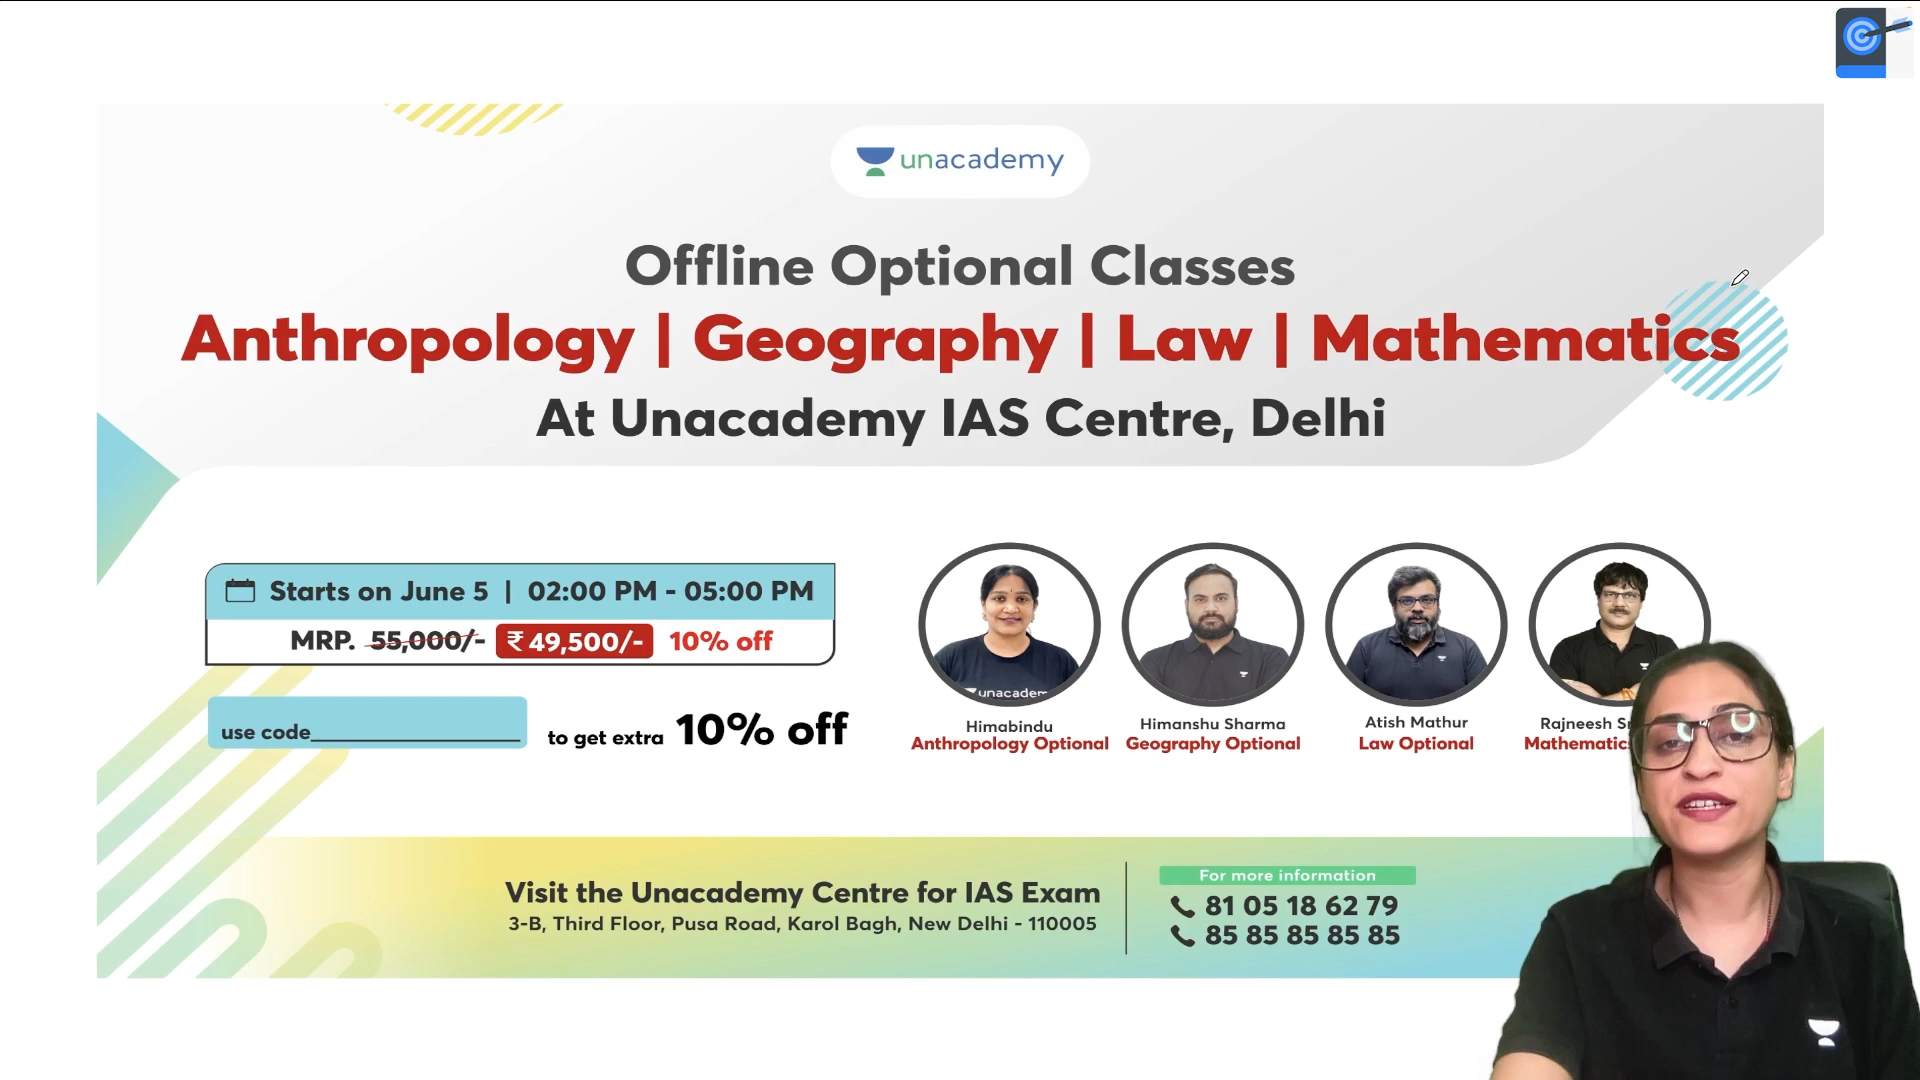 unacademy
Offline Optional Classes
Anthropology | Geography | Law | Mathematics
At Unacademy IAS Centre, Delhi
Starts on June 5 | 02:00 PM - 05:00 PM
MRP. 55,000/- ₹ 49,500/- 10% off
use code____________________ to get extra 10% off
Himabindu
Anthropology Optional
Himanshu Sharma
Geography Optional
Atish Mathur
Law Optional
Rajneesh
Mathematics
Visit the Unacademy Centre for IAS Exam
3-B, Third Floor, Pusa Road, Karol Bagh, New Delhi - 110005
For more information
81 05 18 62 79
85 85 85 85 85